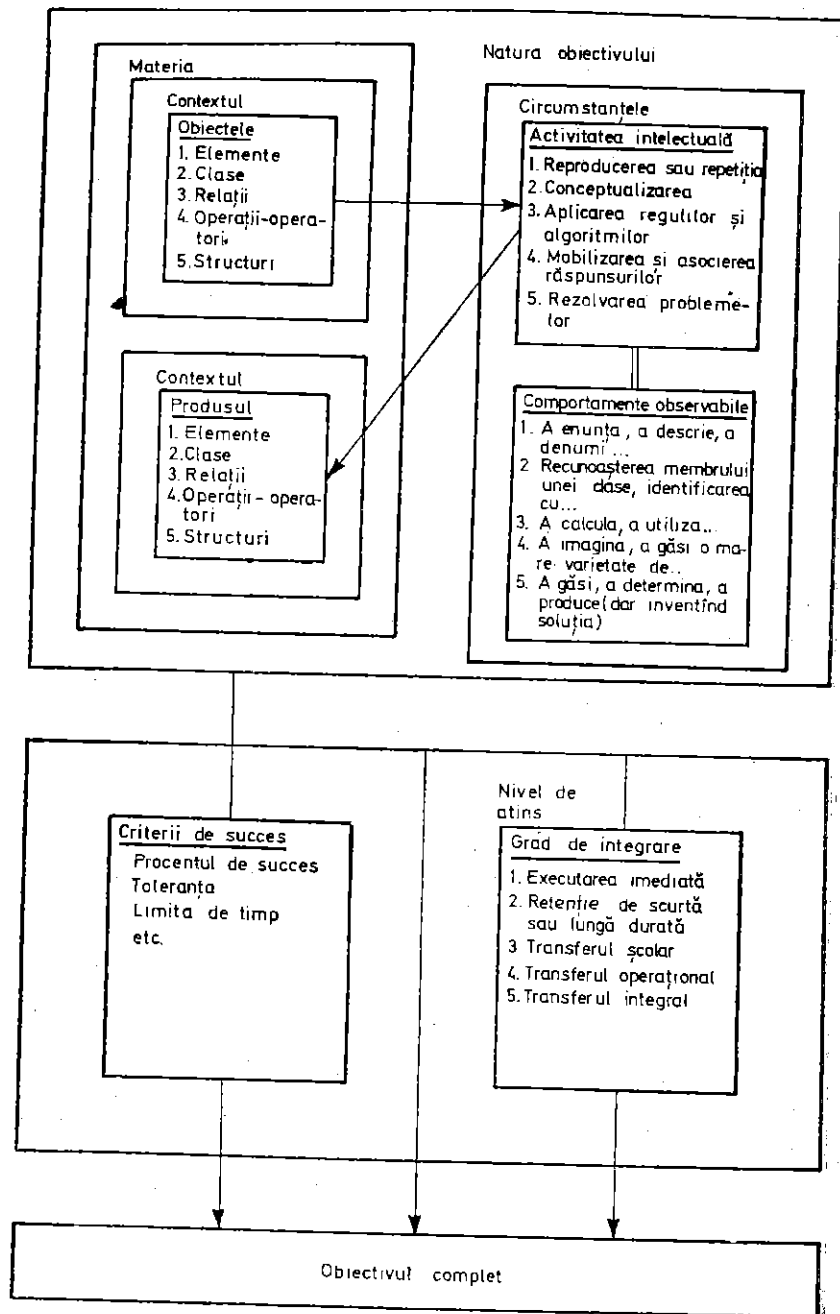 Natura obiectivului
Materia
Contextul
Obiectele
1. Elemente
2. Clase
3. Relații
4. Operații-opera-
tori.
5. Structuri
Circumstanțele
Activitatea intelectuală
1. Reproducerea sau repetiția
2. Conceptualizarea
3. Aplicarea regulilor și
algoritmilor
4. Mobilizarea si asocierea
răspunsurilor
5. Rezolvarea probleme-
lor
Contextul
Produsul
1. Elemente
2. Clase
3. Relații
4. Operații - opera-
tori
5. Structuri
Comportamente observabile
1. A enunța, a descrie, a
denumi ...
2 Recunoașterea membrului
unei clase, identificarea
cu...
3. A calcula, a utiliza...
4. A imagina, a găsi o ma-
re varietate de..
5. A găsi, a determina, a
produce (dar inventînd
soluția)
Criterii de succes
Procentul de succes
Toleranța
Limita de timp
etc.
Nivel de
atins
Grad de integrare
1. Executarea imediată
2. Retenție de scurtă
sau lungă durată
3 Transferul școlar
4. Transferul operațional
5. Transferul integral
Obiectivul complet